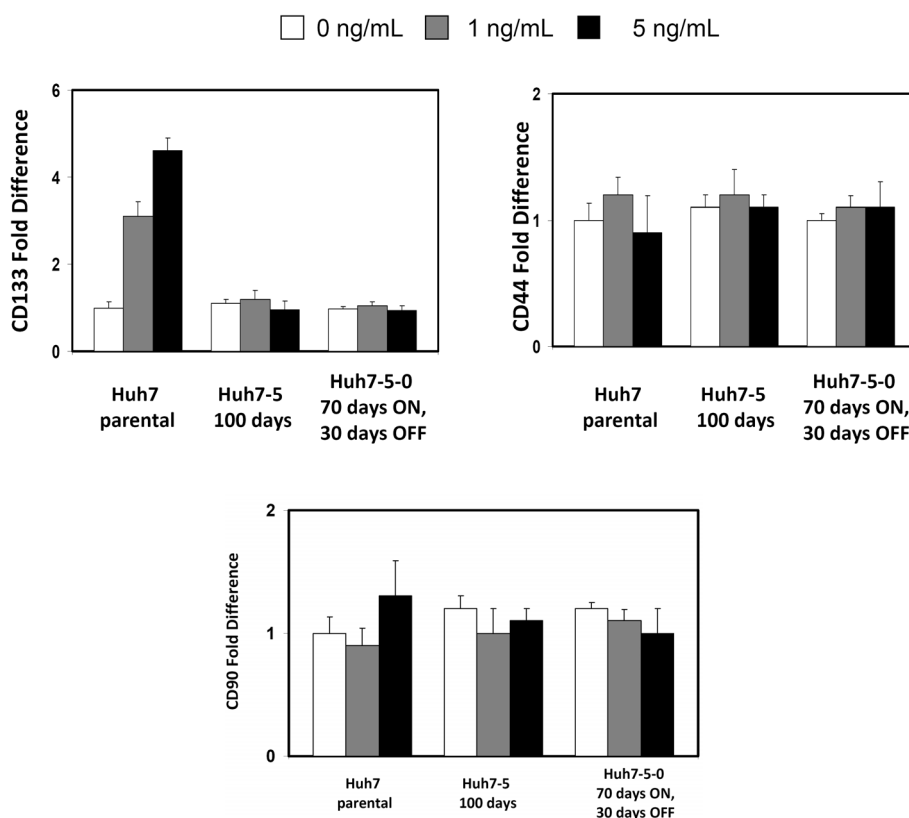 0 ng/mL 1 ng/mL 5 ng/mL
CD133 Fold Difference
6
4
2
0
Huh7
parental
Huh7-5
100 days
Huh7-5-0
70 days ON,
30 days OFF
CD44 Fold Difference
2
1
0
Huh7
parental
Huh7-5
100 days
Huh7-5-0
70 days ON,
30 days OFF
CD90 Fold Difference
2
1
0
Huh7
parental
Huh7-5
100 days
Huh7-5-0
70 days ON,
30 days OFF